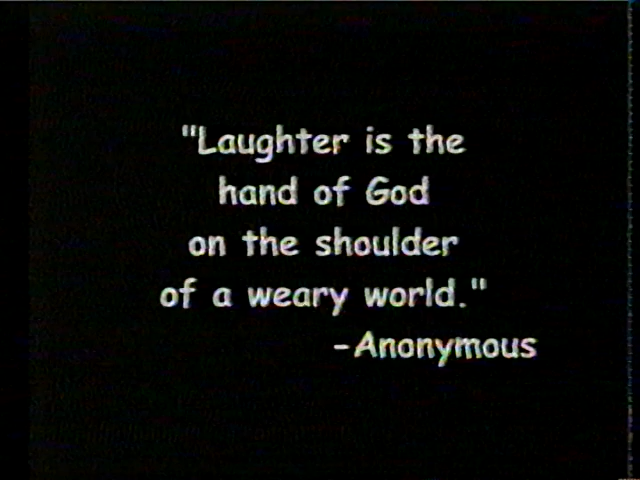 "Laughter is the
hand of God
on the shoulder
of a weary world."
-Anonymous